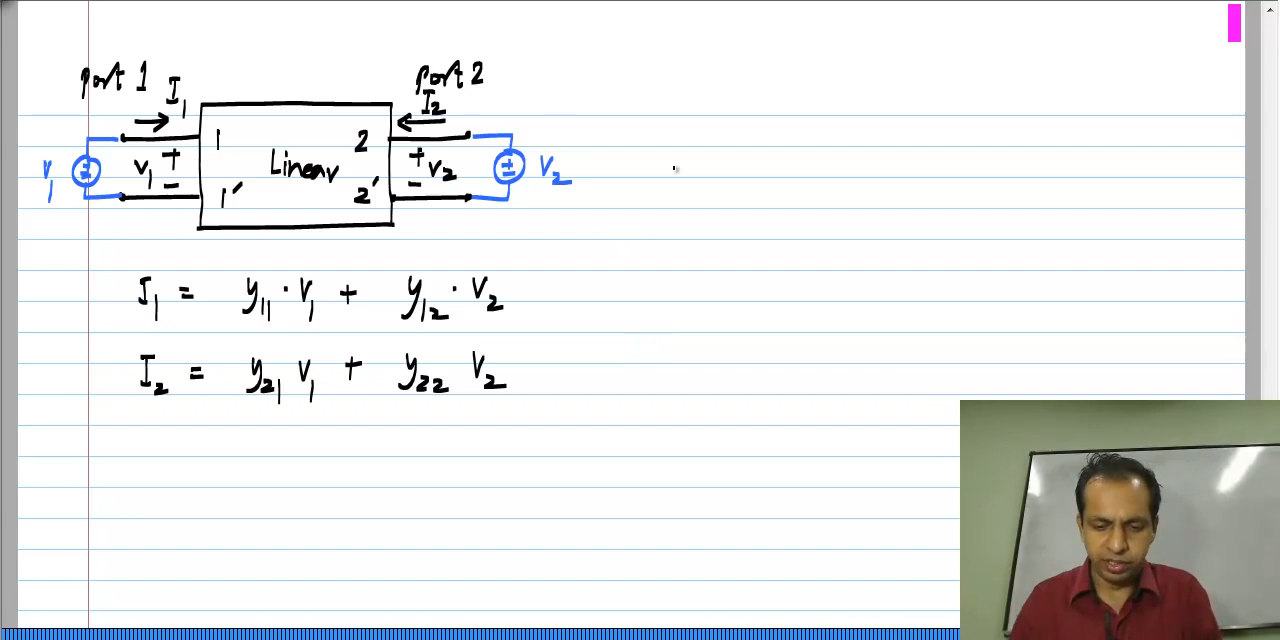 port 1 port 2
I₁ I₂
1 2
V₁ V₁ + - Linear + - V₂ V₂
1′ 2′
I₁ = y₁₁ · V₁ + y₁₂ · V₂
I₂ = y₂₁ V₁ + y₂₂ V₂